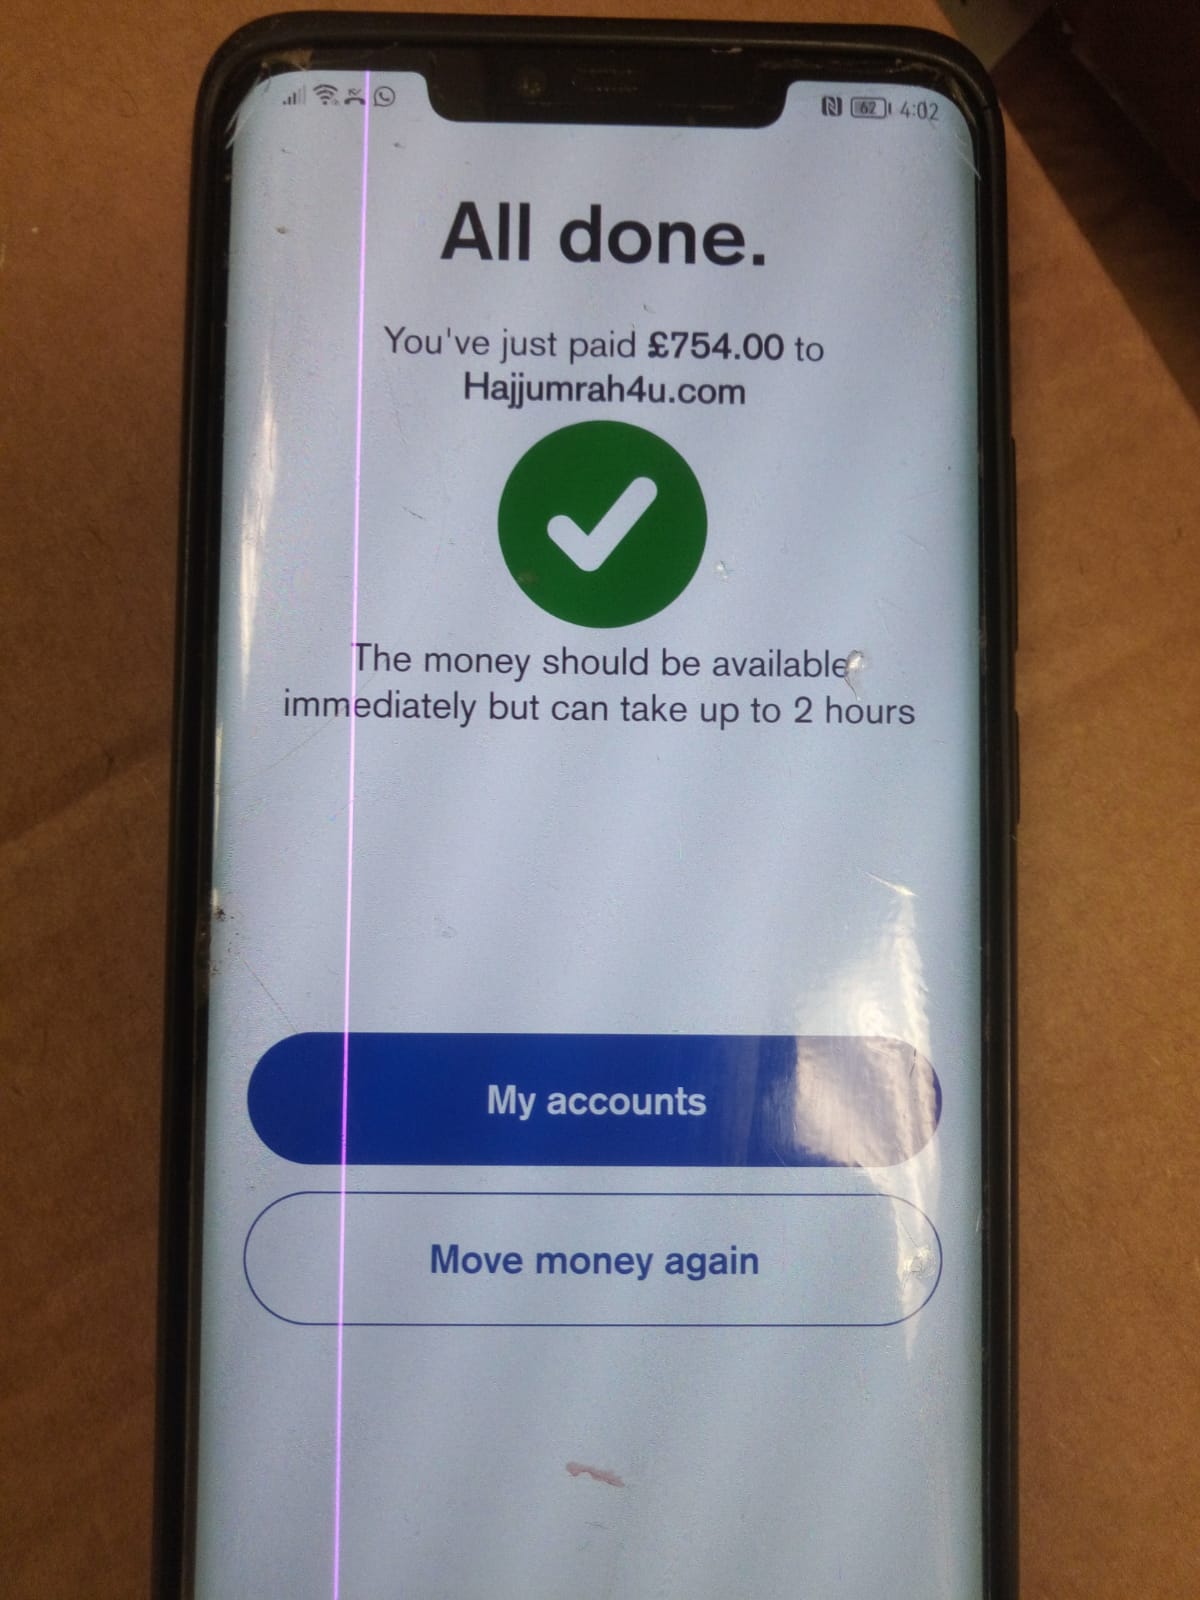 62 4:02
All done.
You've just paid £754.00 to
Hajjumrah4u.com
The money should be available
immediately but can take up to 2 hours
My accounts
Move money again